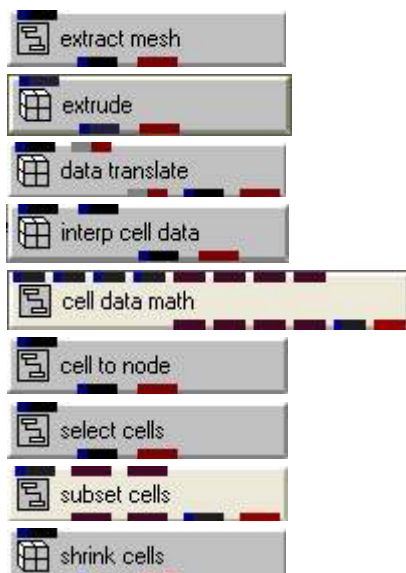 extract mesh
extrude
data translate
interp cell data
cell data math
cell to node
select cells
subset cells
shrink cells